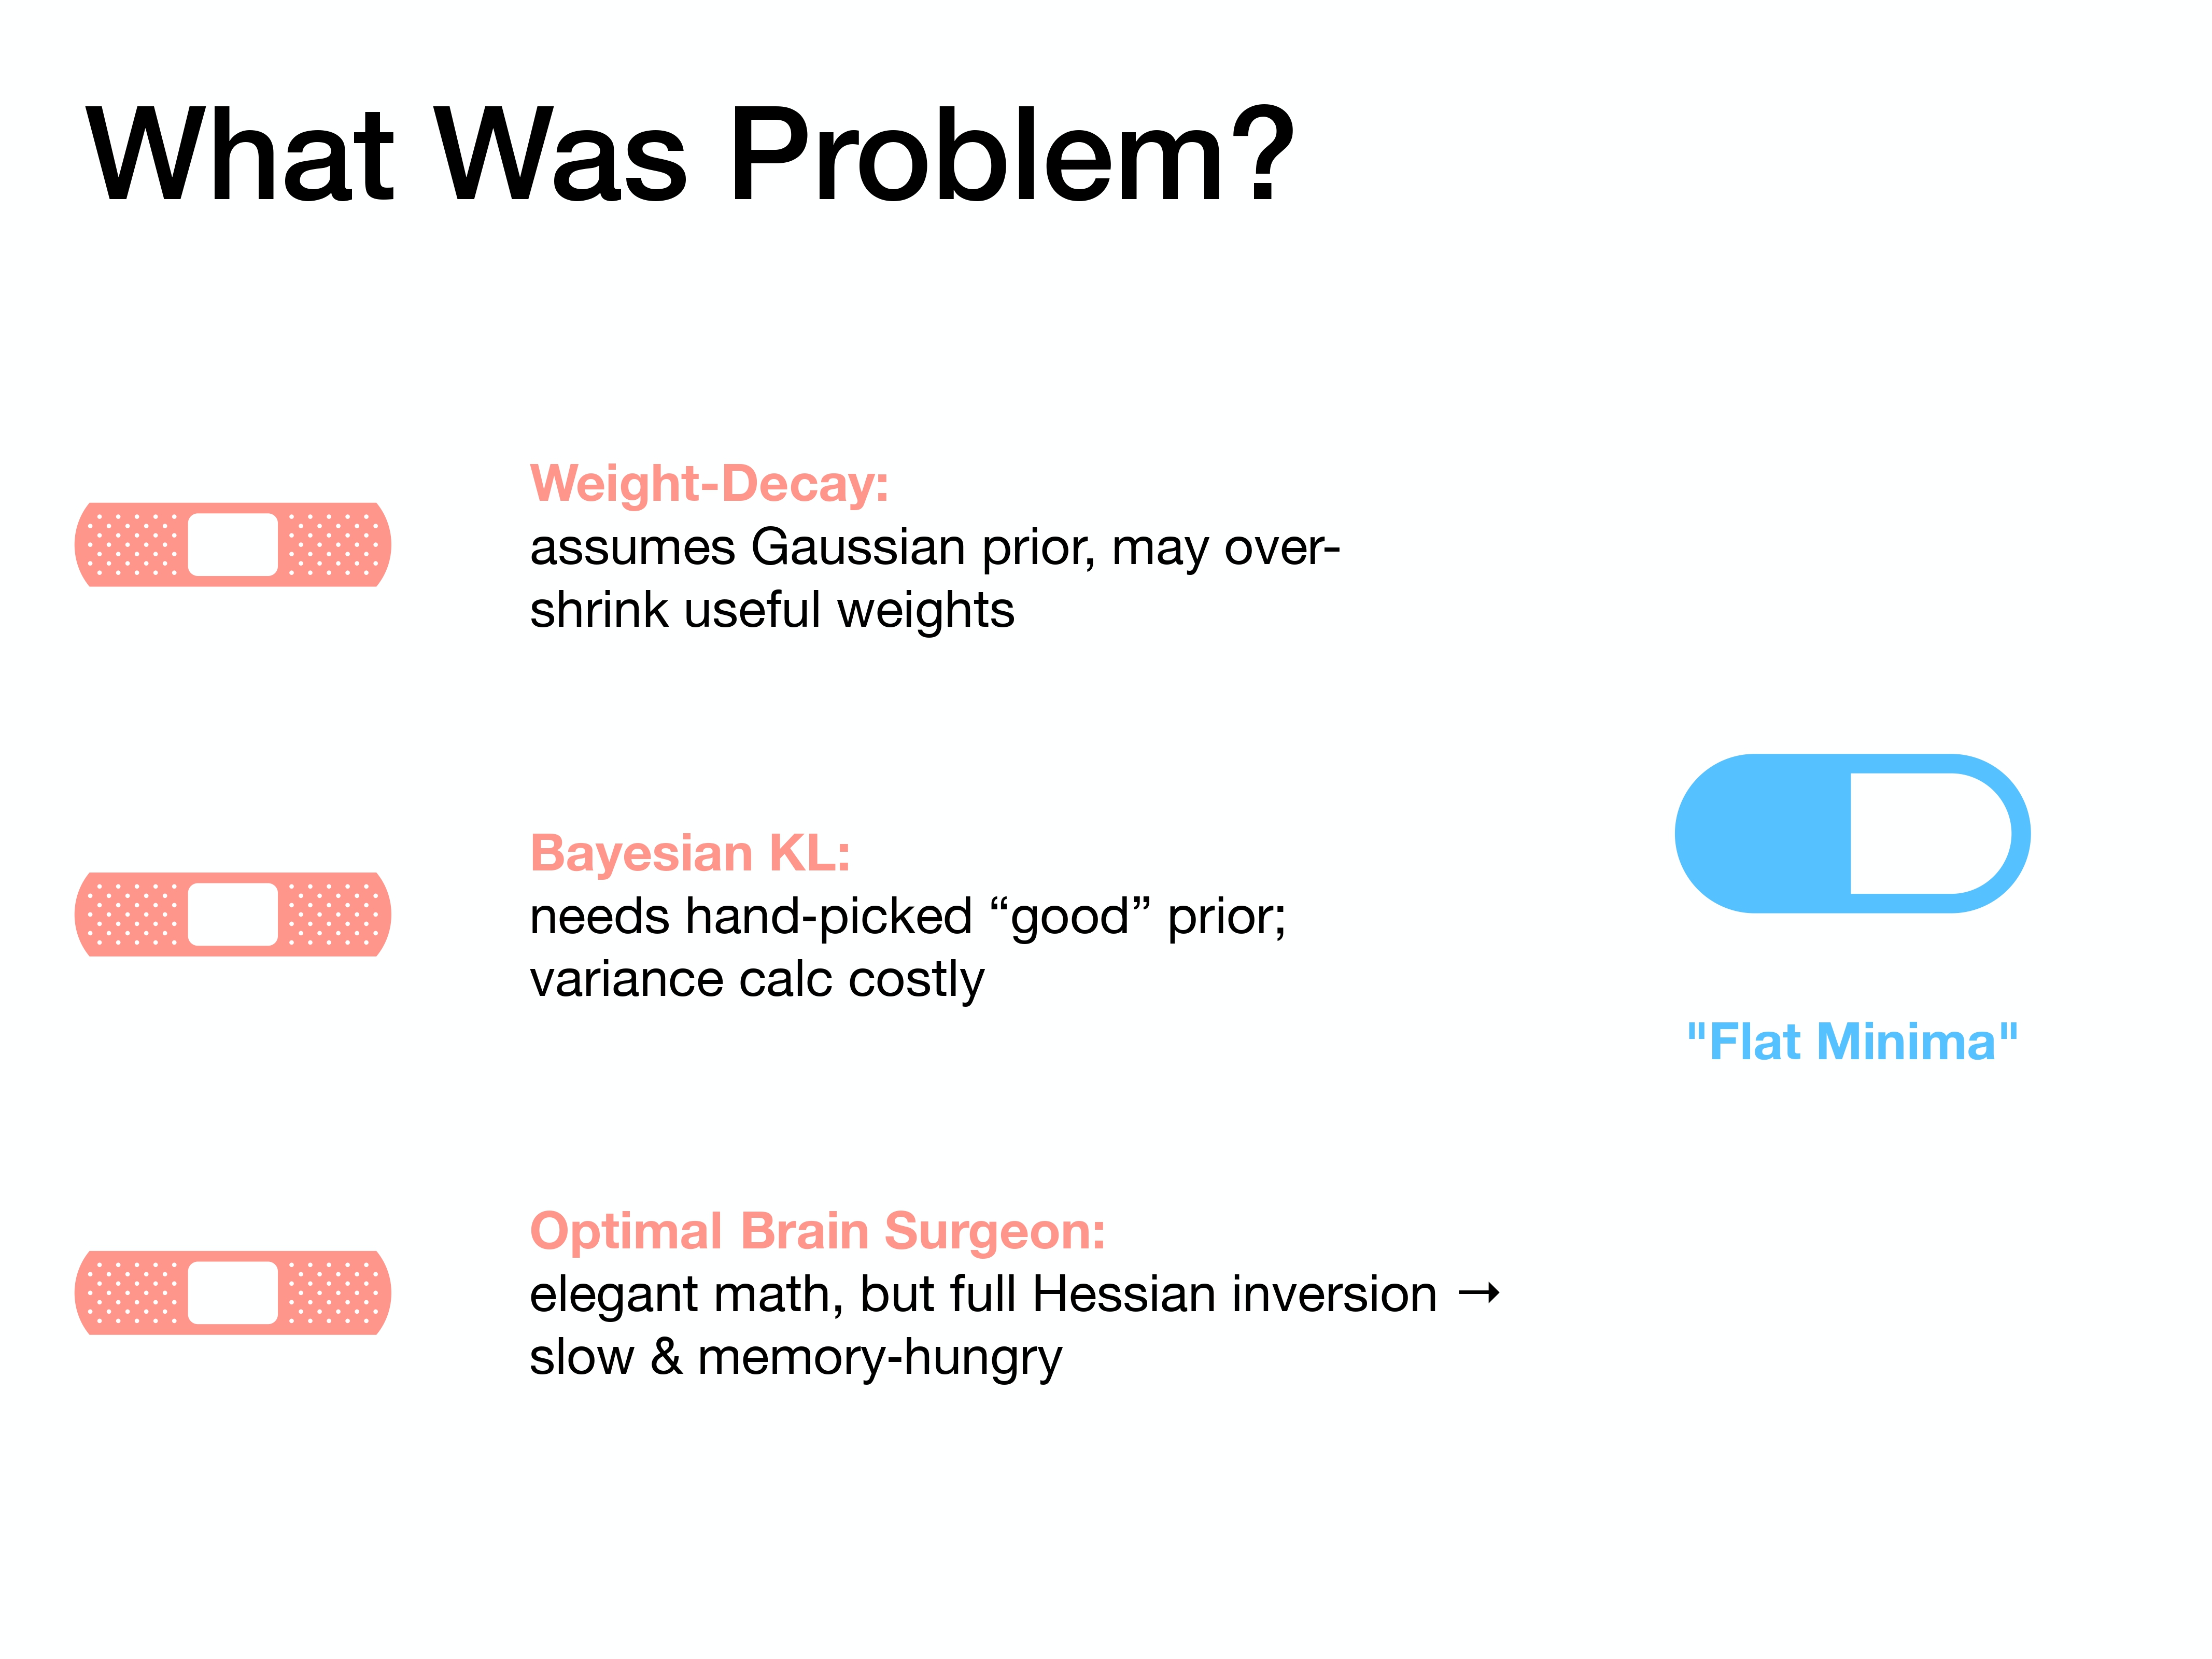 What Was Problem?
Weight-Decay:
assumes Gaussian prior, may over-
shrink useful weights
Bayesian KL:
needs hand-picked “good” prior;
variance calc costly
"Flat Minima"
Optimal Brain Surgeon:
elegant math, but full Hessian inversion →
slow & memory-hungry